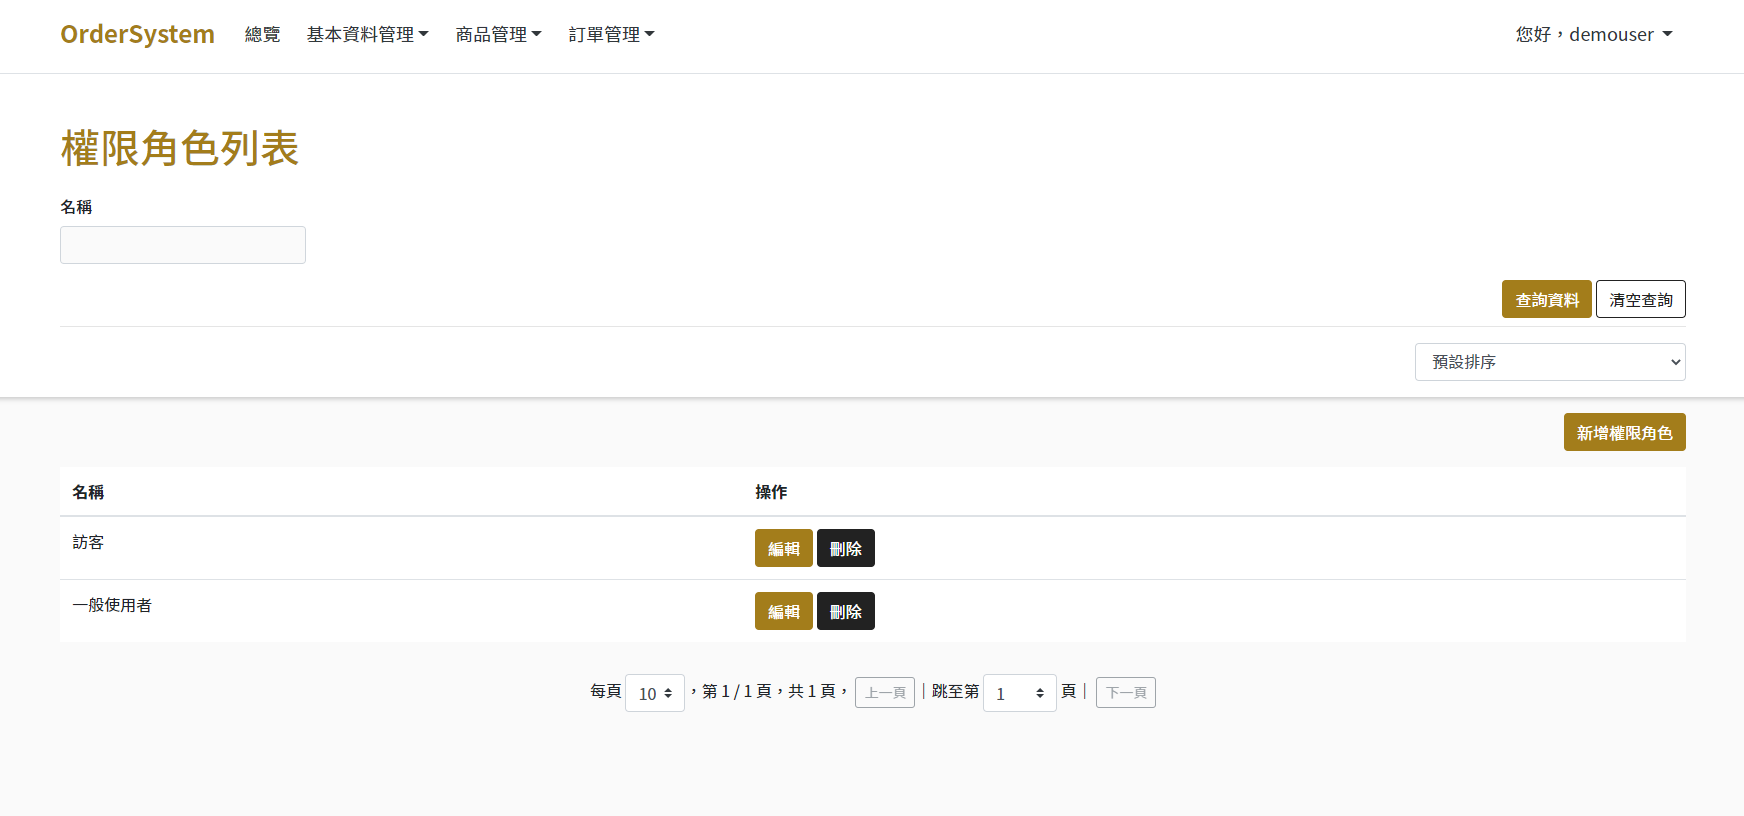 OrderSystem 總覽 基本資料管理 商品管理 訂單管理 您好，demouser
權限角色列表
名稱
查詢資料 清空查詢
預設排序
新增權限角色
名稱 操作
訪客 編輯 刪除
一般使用者 編輯 刪除
每頁 10 ，第 1 / 1 頁，共 1 頁， 上一頁 | 跳至第 1 頁 | 下一頁